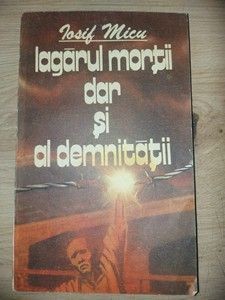 Iosif Micu
lagărul morții
dar
și
al demnității